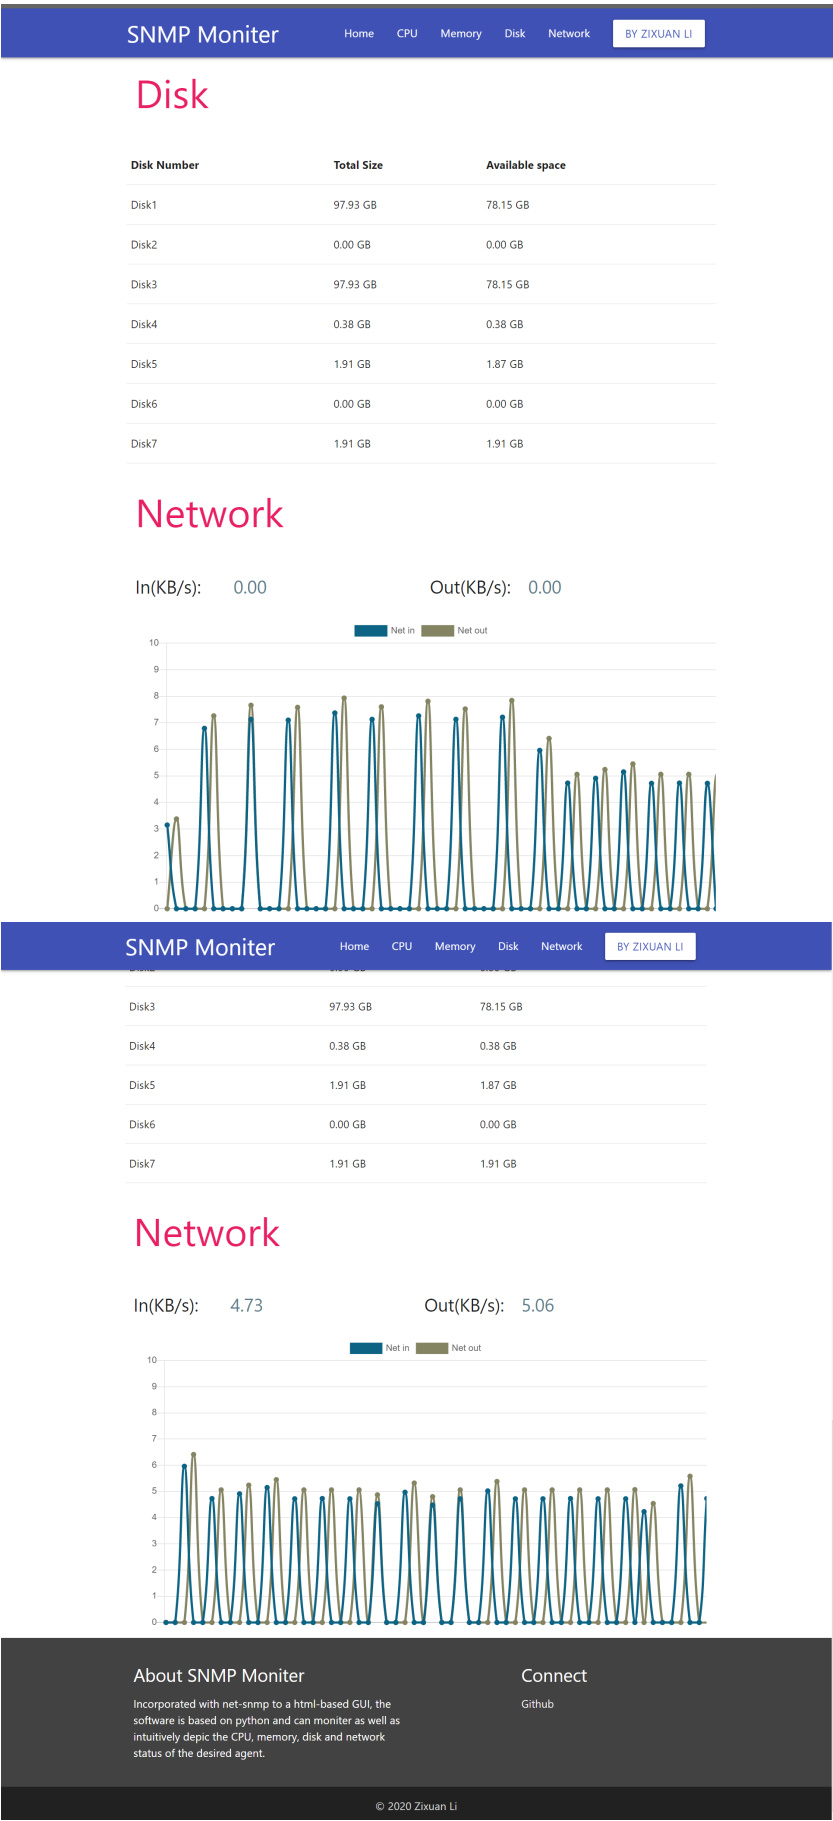 SNMP Moniter Home CPU Memory Disk Network BY ZIXUAN LI
Disk
Disk Number Total Size Available space
Disk1 97.93 GB 78.15 GB
Disk2 0.00 GB 0.00 GB
Disk3 97.93 GB 78.15 GB
Disk4 0.38 GB 0.38 GB
Disk5 1.91 GB 1.87 GB
Disk6 0.00 GB 0.00 GB
Disk7 1.91 GB 1.91 GB
Network
In(KB/s): 0.00 Out(KB/s): 0.00
Net in Net out
10
9
8
7
6
5
4
3
2
1
0
SNMP Moniter Home CPU Memory Disk Network BY ZIXUAN LI
Disk3 97.93 GB 78.15 GB
Disk4 0.38 GB 0.38 GB
Disk5 1.91 GB 1.87 GB
Disk6 0.00 GB 0.00 GB
Disk7 1.91 GB 1.91 GB
Network
In(KB/s): 4.73 Out(KB/s): 5.06
Net in Net out
10
9
8
7
6
5
4
3
2
1
0
About SNMP Moniter
Incorporated with net-snmp to a html-based GUI, the
software is based on python and can moniter as well as
intuitively depic the CPU, memory, disk and network
status of the desired agent.
Connect
Github
© 2020 Zixuan Li